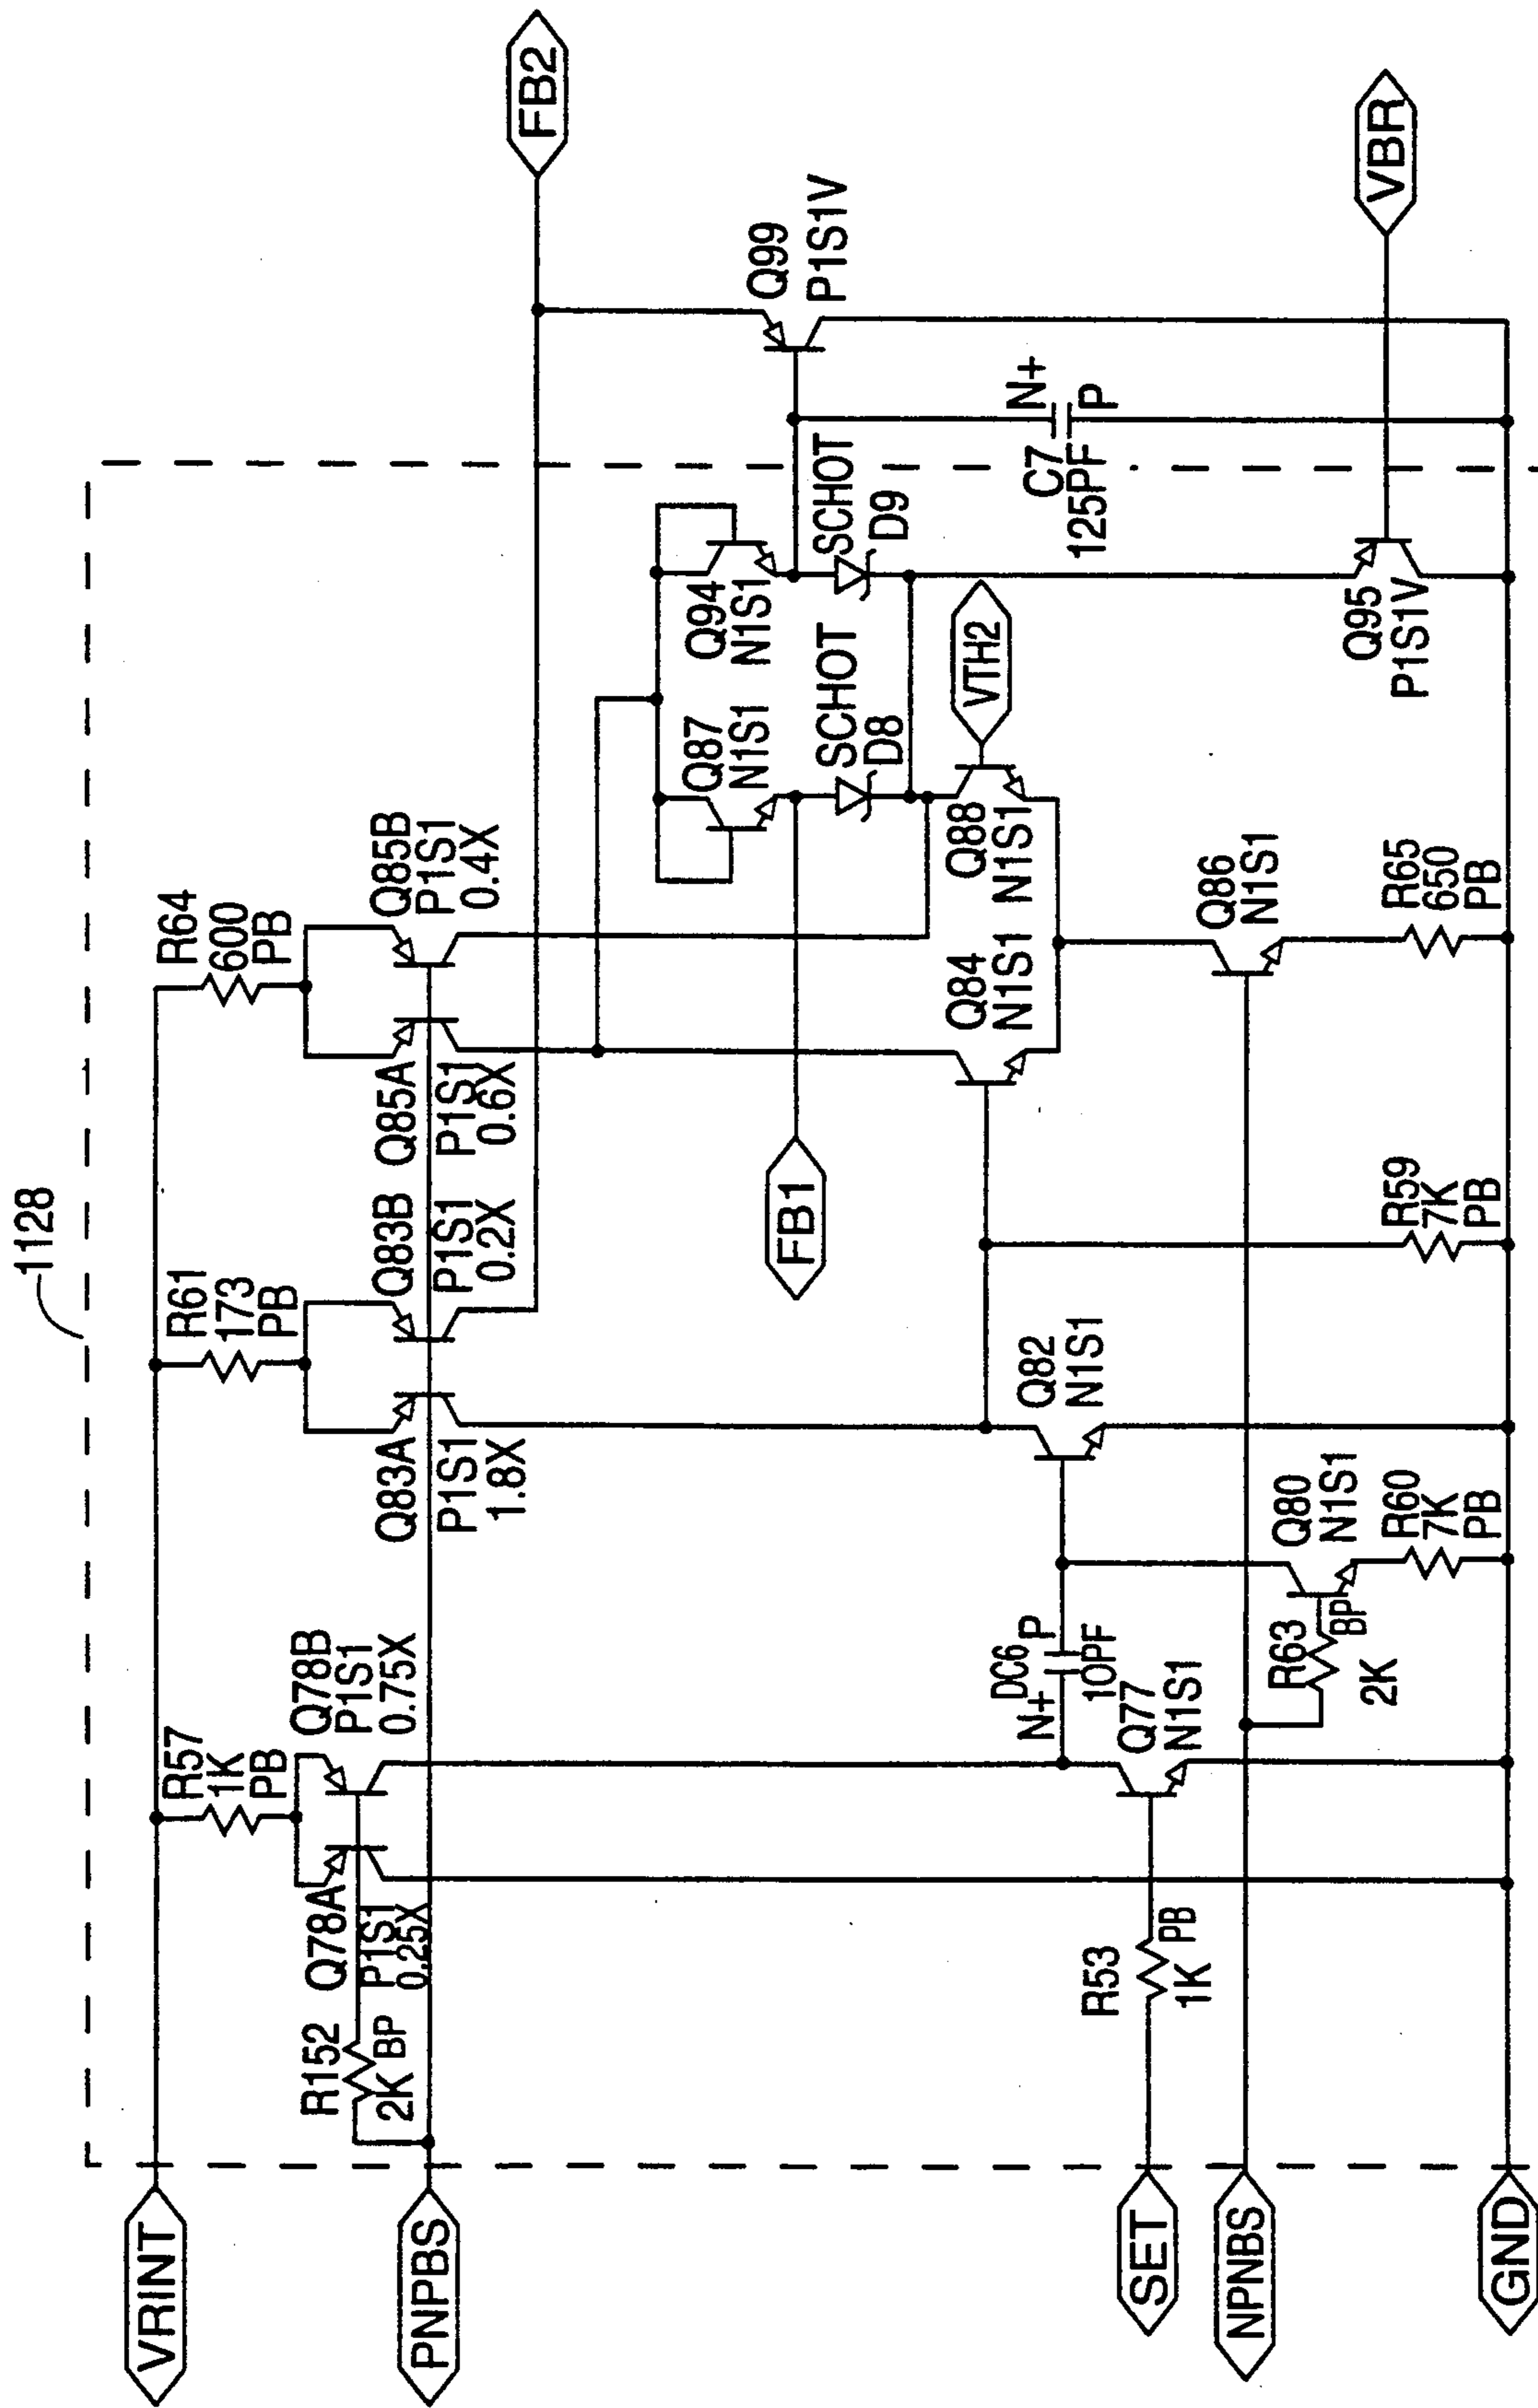 1128
VRINT
R57
1K
PB
R61
173
PB
R64
600
PB
Q78A
P1S1
0.25X
Q78B
P1S1
0.75X
R152
2K BP
PNPBS
Q83A
P1S1
1.8X
Q83B
P1S1
0.2X
Q85A
P1S1
0.6X
Q85B
P1S1
0.4X
FB2
Q87
N1S1
Q94
N1S1
Q99
P1S1V
FB1
SCHOT
D8
SCHOT
D9
VTH2
N+
C7
P
125PF
Q84
N1S1
Q88
N1S1
Q82
N1S1
DC6
N+
P
10PF
Q77
N1S1
R53
1K
PB
SET
Q86
N1S1
NPNBS
R63
2K
BP
Q80
N1S1
R60
7K
PB
R59
7K
PB
R65
650
PB
Q95
P1S1V
VBR
GND